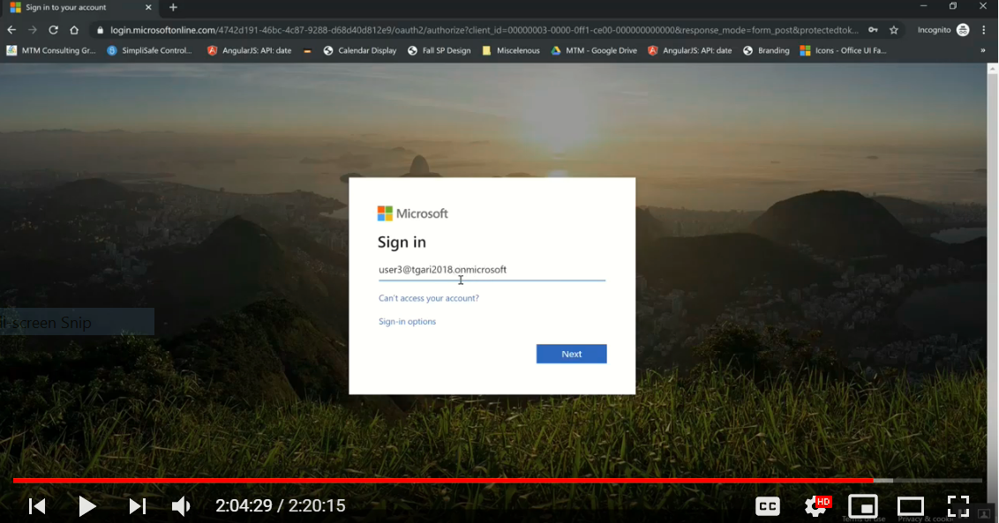 Sign in to your account
login.microsoftonline.com/4742d191-46bc-4c87-9288-d68d40d812e9/oauth2/authorize?client_id=00000003-0000-0ff1-ce00-000000000000&response_mode=form_post&protectedtok...
Incognito
MTM Consulting Gr... SimpliSafe Control... AngularJS: API: date Calendar Display Fall SP Design Miscelenous MTM - Google Drive AngularJS: API: date Branding Icons - Office UI Fa... »
Microsoft
Sign in
user3@tgari2018.onmicrosoft
Can't access your account?
Sign-in options
Next
ll-screen Snip
2:04:29 / 2:20:15
CC
HD
Terms of use Privacy & cookie